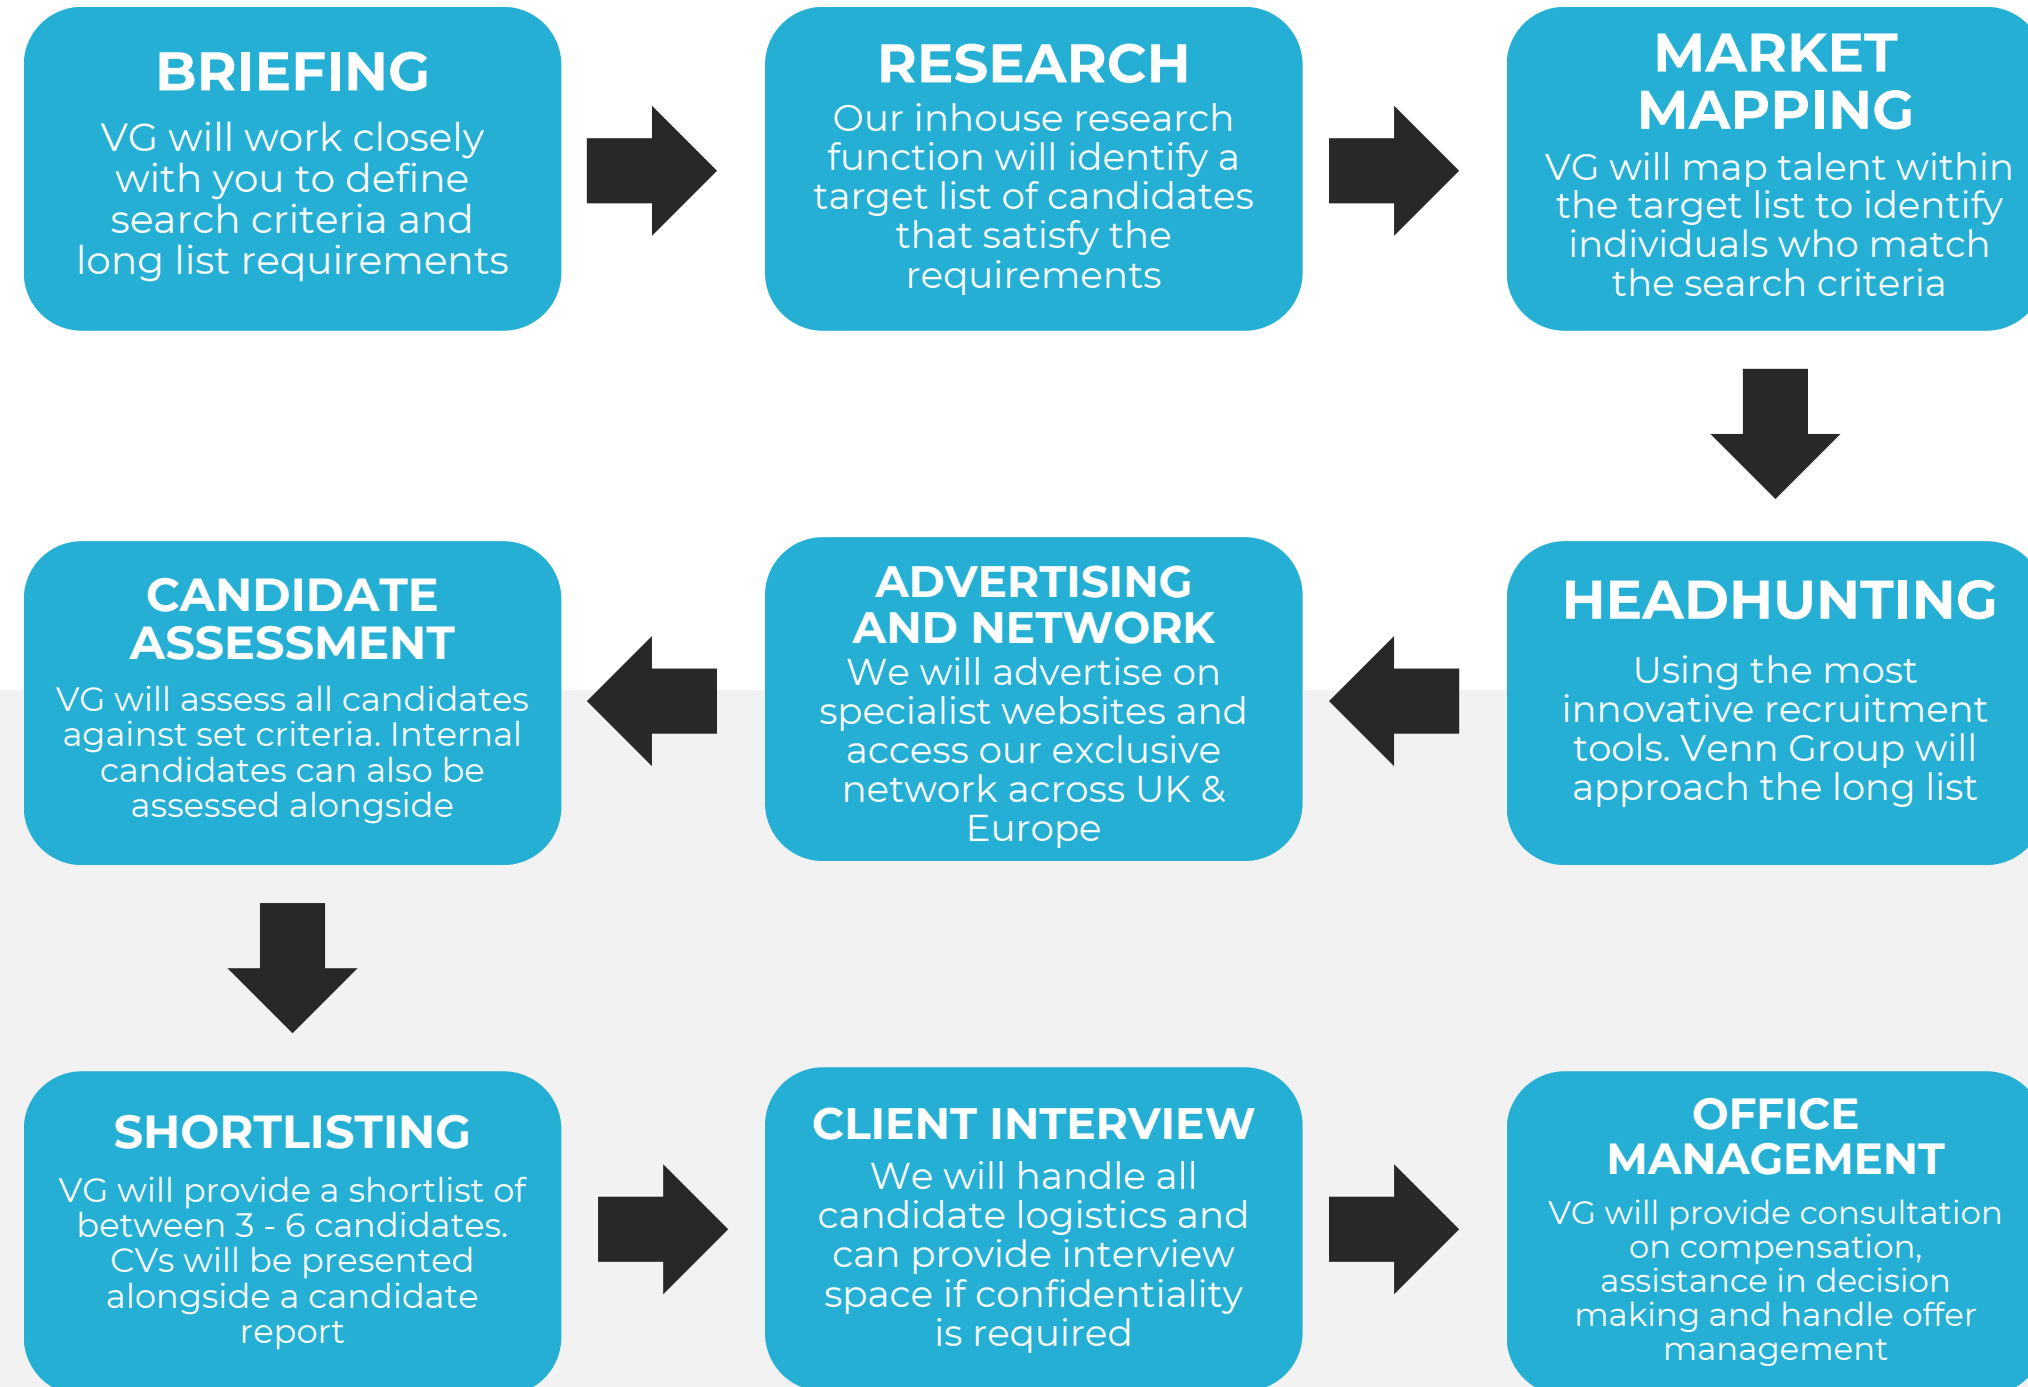 BRIEFING
VG will work closely
with you to define
search criteria and
long list requirements
RESEARCH
Our inhouse research
function will identify a
target list of candidates
that satisfy the
requirements
MARKET
MAPPING
VG will map talent within
the target list to identify
individuals who match
the search criteria
HEADHUNTING
Using the most
innovative recruitment
tools. Venn Group will
approach the long list
ADVERTISING
AND NETWORK
We will advertise on
specialist websites and
access our exclusive
network across UK &
Europe
CANDIDATE
ASSESSMENT
VG will assess all candidates
against set criteria. Internal
candidates can also be
assessed alongside
SHORTLISTING
VG will provide a shortlist of
between 3 - 6 candidates.
CVs will be presented
alongside a candidate
report
CLIENT INTERVIEW
We will handle all
candidate logistics and
can provide interview
space if confidentiality
is required
OFFICE
MANAGEMENT
VG will provide consultation
on compensation,
assistance in decision
making and handle offer
management